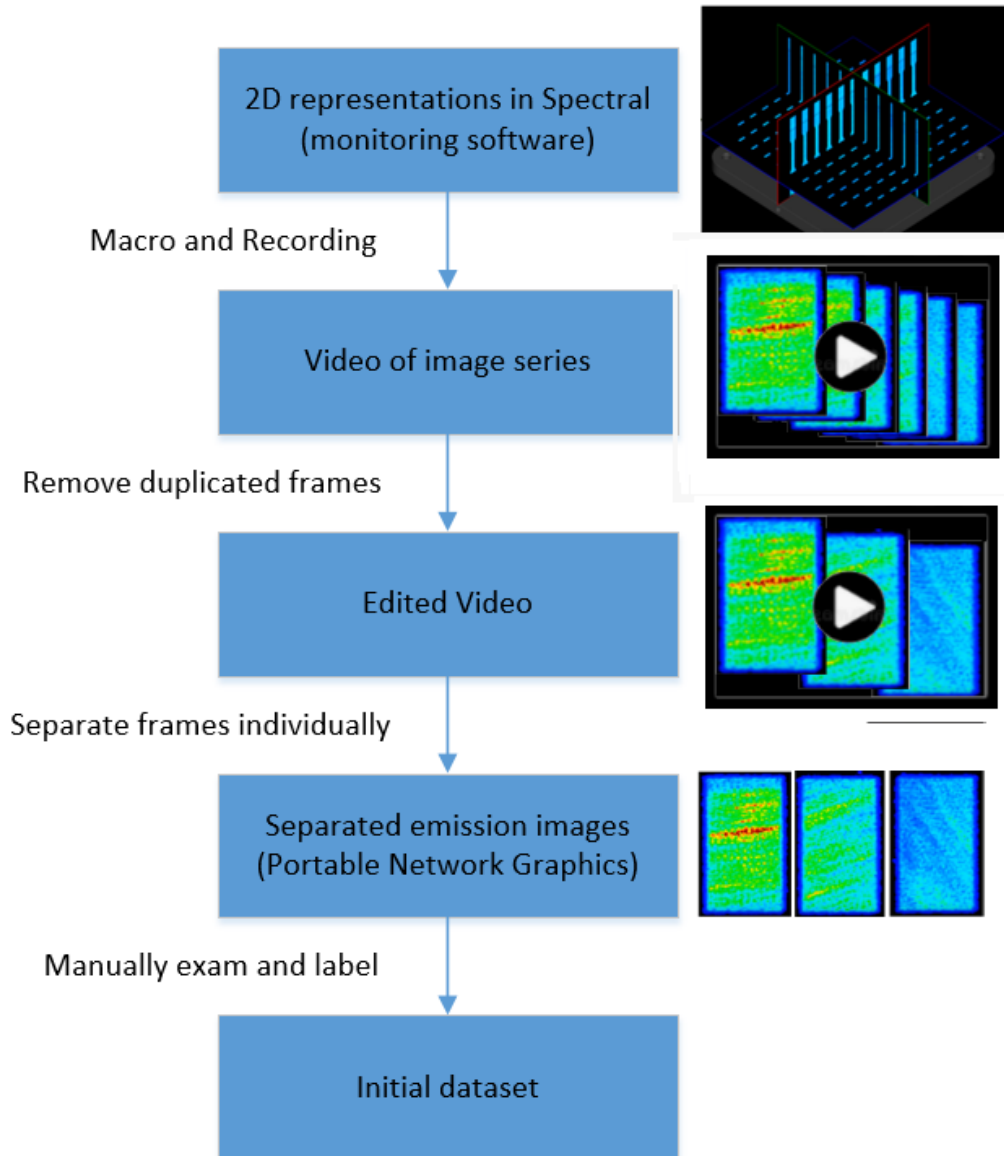 2D representations in Spectral
(monitoring software)
Macro and Recording
Video of image series
Remove duplicated frames
Edited Video
Separate frames individually
Separated emission images
(Portable Network Graphics)
Manually exam and label
Initial dataset